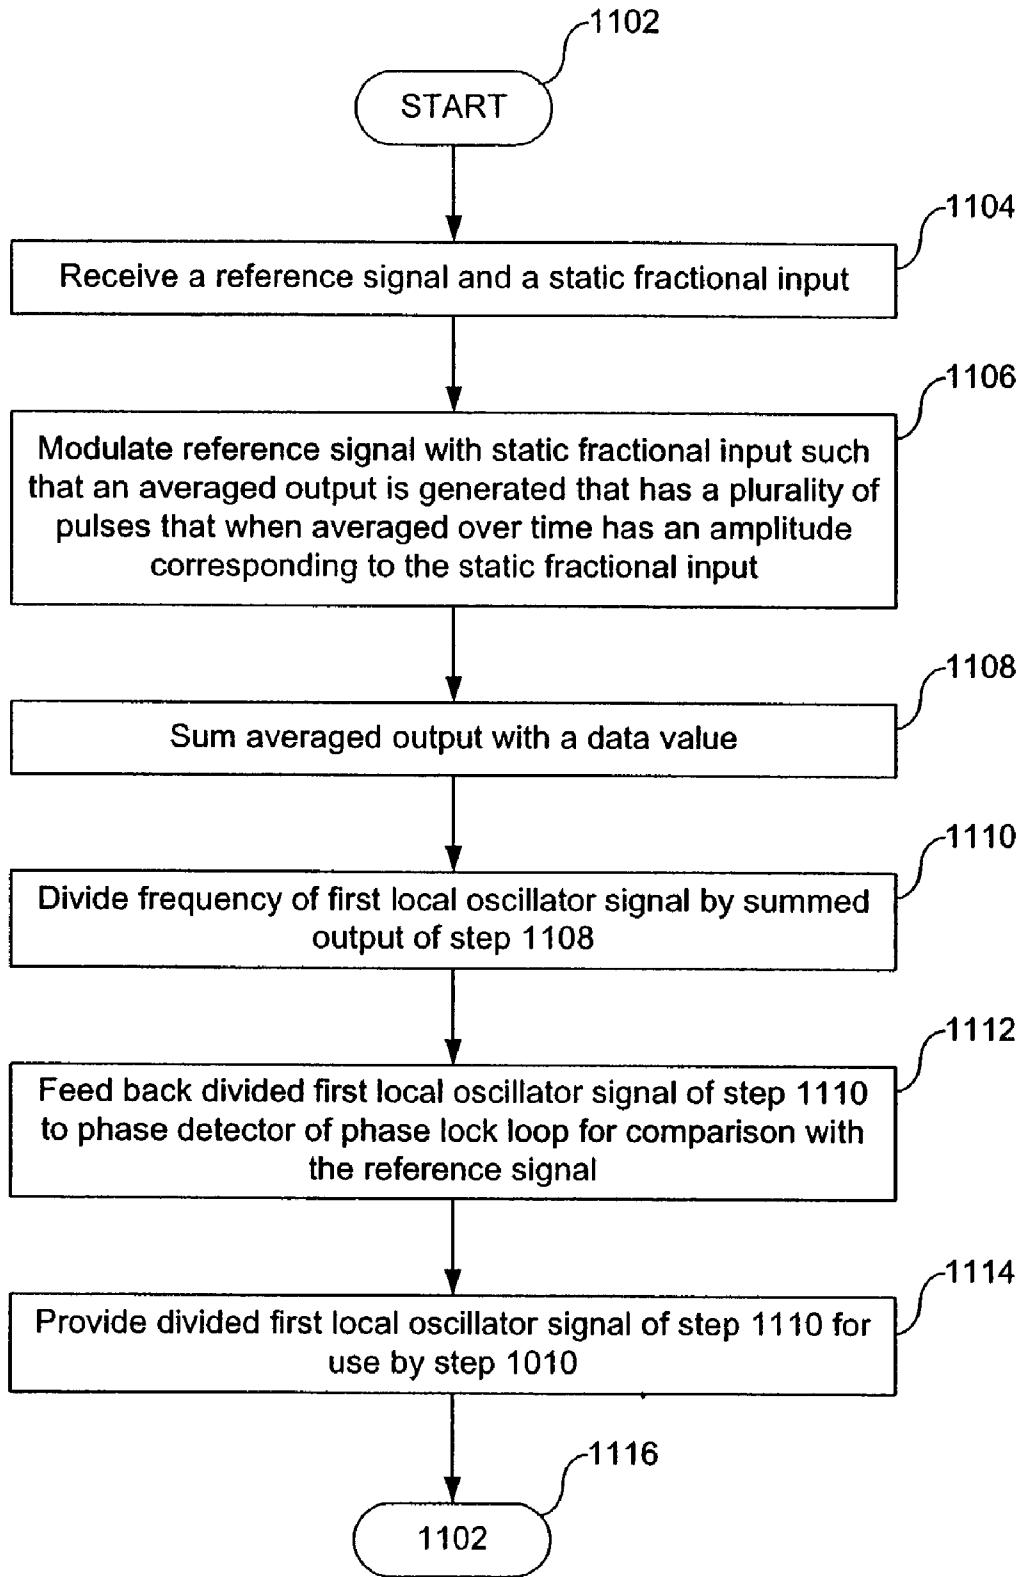 1102
START
1104
Receive a reference signal and a static fractional input
1106
Modulate reference signal with static fractional input such
that an averaged output is generated that has a plurality of
pulses that when averaged over time has an amplitude
corresponding to the static fractional input
1108
Sum averaged output with a data value
1110
Divide frequency of first local oscillator signal by summed
output of step 1108
1112
Feed back divided first local oscillator signal of step 1110
to phase detector of phase lock loop for comparison with
the reference signal
1114
Provide divided first local oscillator signal of step 1110 for
use by step 1010
1116
1102